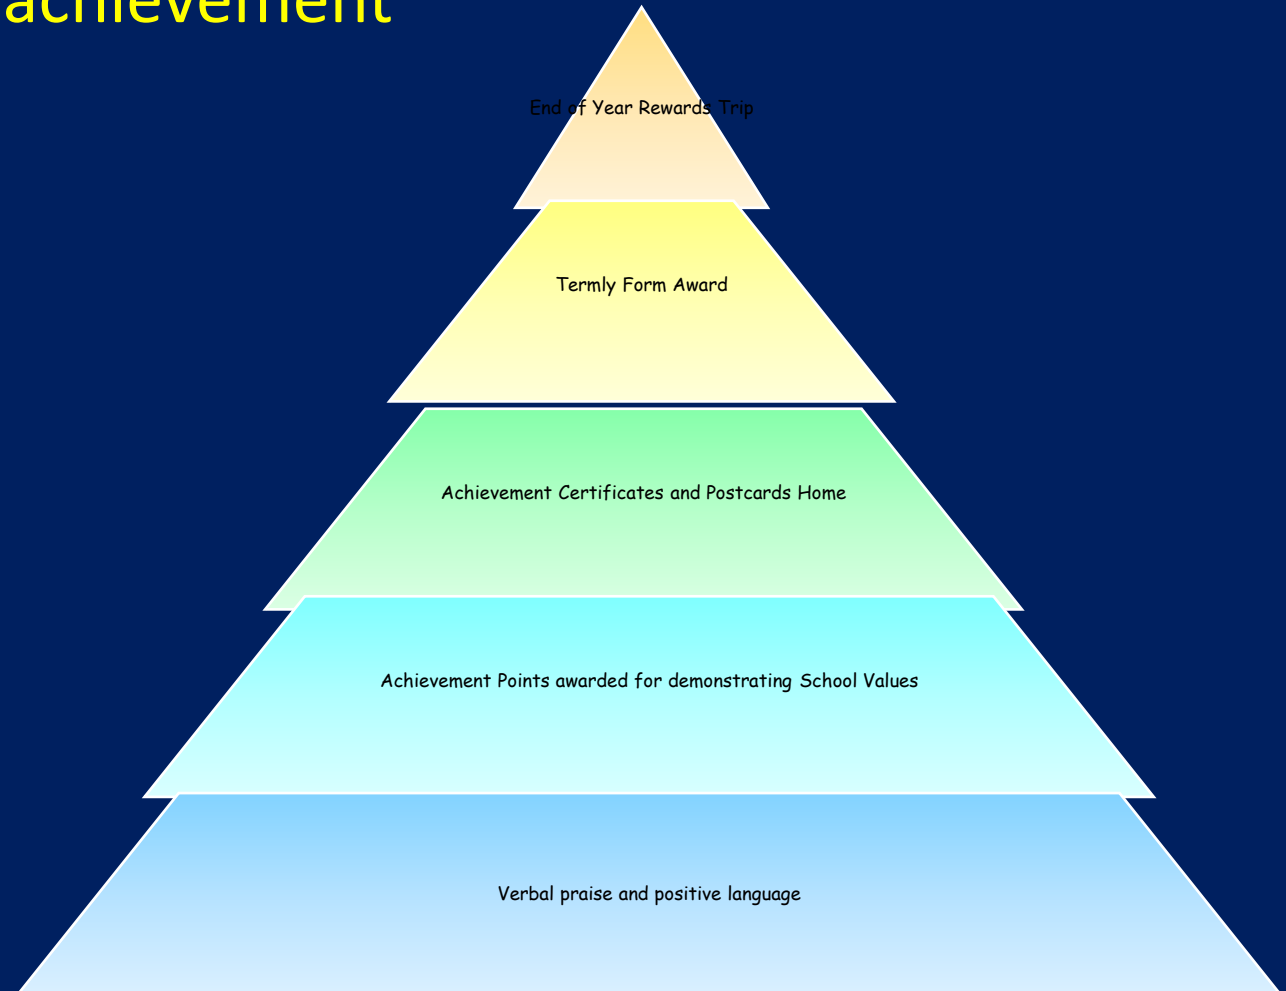 achievement
End of Year Rewards Trip
Termly Form Award
Achievement Certificates and Postcards Home
Achievement Points awarded for demonstrating School Values
Verbal praise and positive language